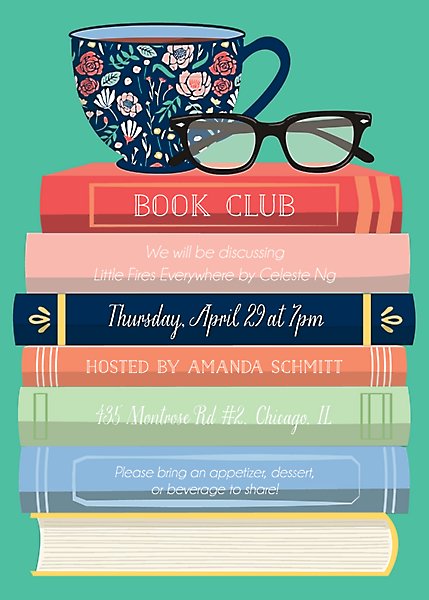 BOOK CLUB
We will be discussing
Little Fires Everywhere by Celeste Ng
Thursday, April 29 at 7pm
HOSTED BY AMANDA SCHMITT
435 Montrose Rd #2, Chicago, IL
Please bring an appetizer, dessert,
or beverage to share!